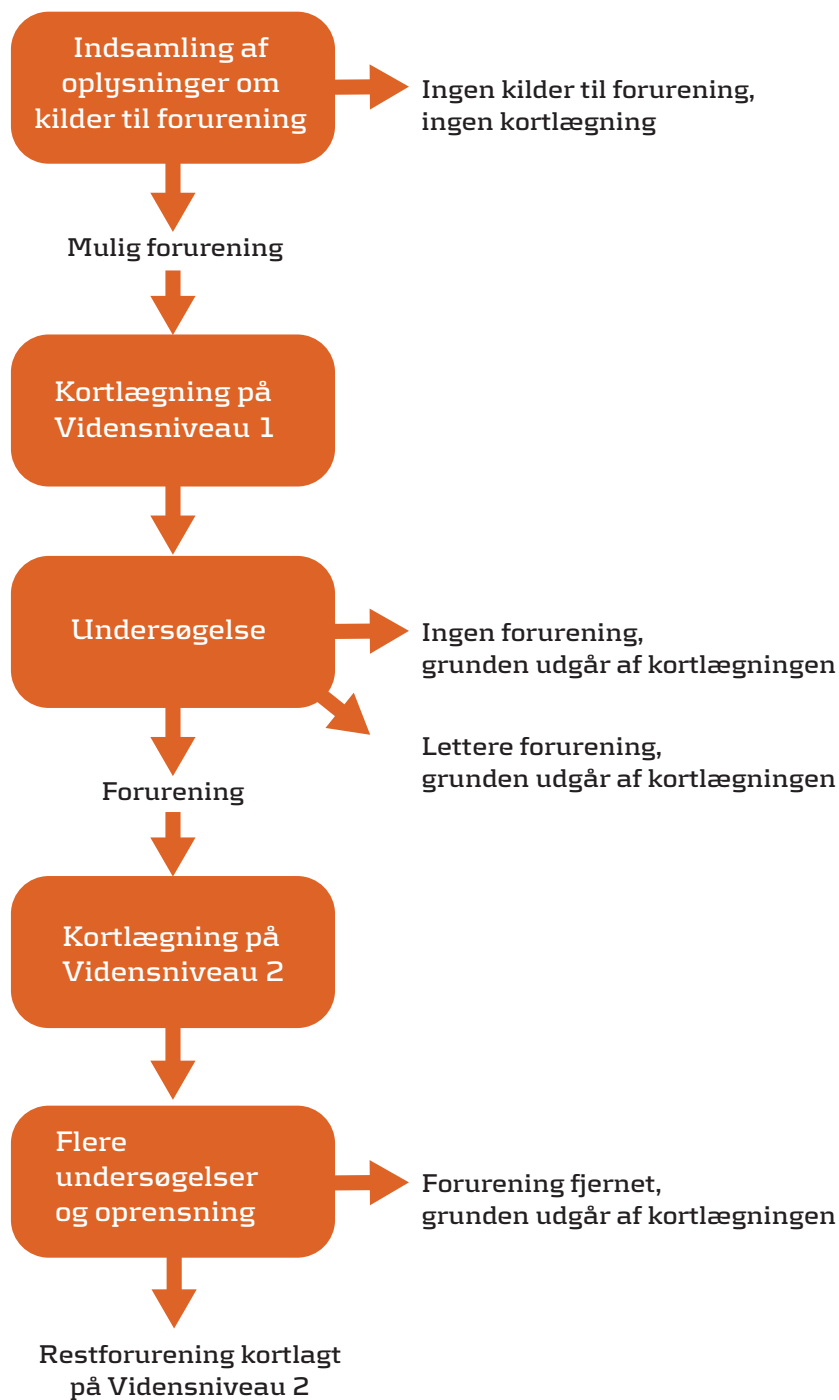 Indsamling af
oplysninger om
kilder til forurening
Ingen kilder til forurening,
ingen kortlægning
Mulig forurening
Kortlægning på
Vidensniveau 1
Undersøgelse
Ingen forurening,
grunden udgår af kortlægningen
Lettere forurening,
grunden udgår af kortlægningen
Forurening
Kortlægning på
Vidensniveau 2
Flere
undersøgelser
og oprensning
Forurening fjernet,
grunden udgår af kortlægningen
Restforurening kortlagt
på Vidensniveau 2